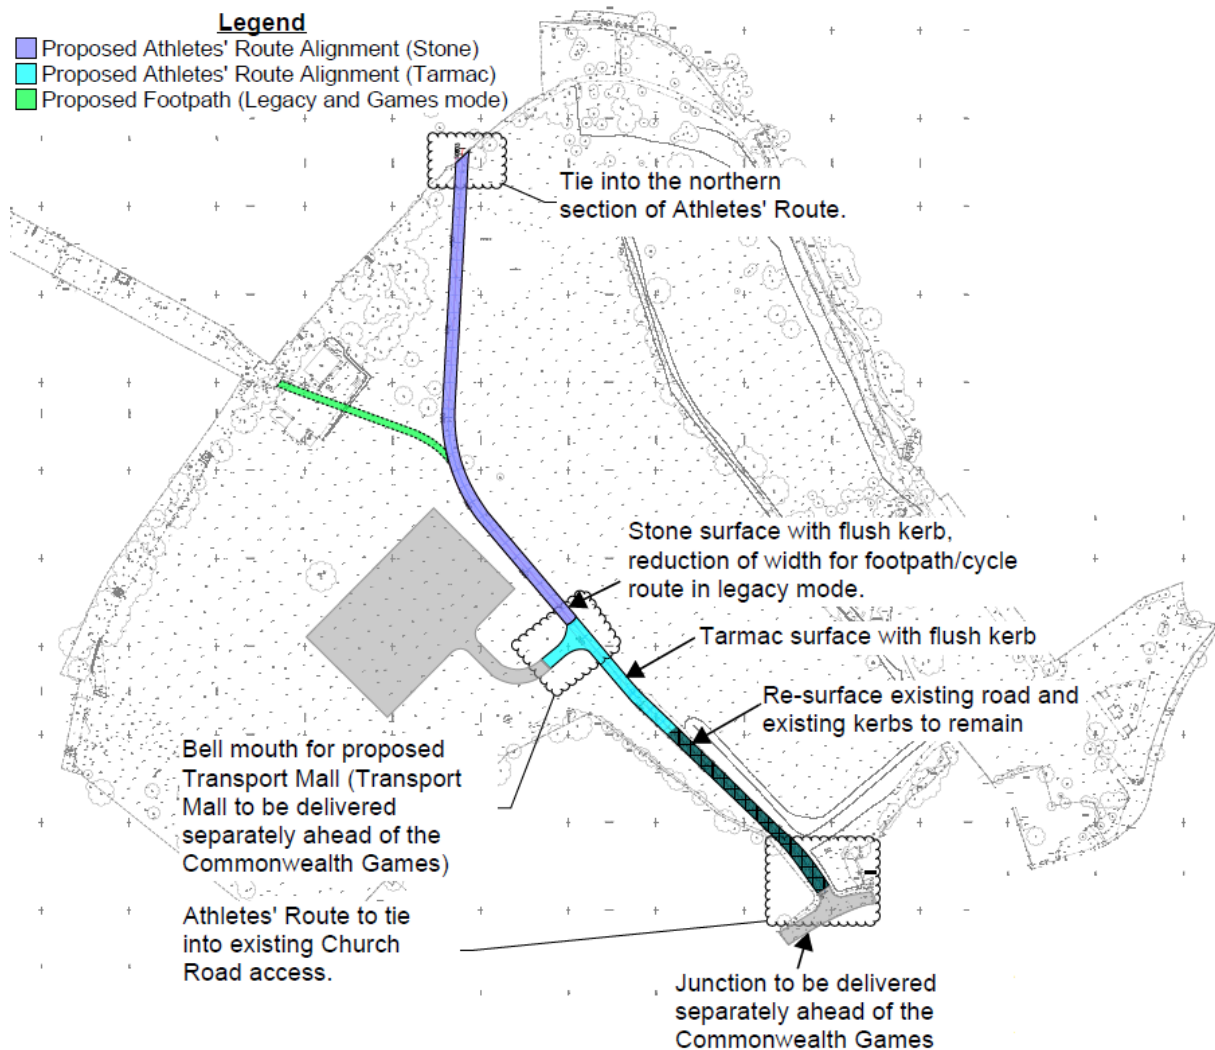 Legend
Proposed Athletes' Route Alignment (Stone)
Proposed Athletes' Route Alignment (Tarmac)
Proposed Footpath (Legacy and Games mode)
Tie into the northern
section of Athletes' Route.
Stone surface with flush kerb,
reduction of width for footpath/cycle
route in legacy mode.
Tarmac surface with flush kerb
Re-surface existing road and
existing kerbs to remain
Bell mouth for proposed
Transport Mall (Transport
Mall to be delivered
separately ahead of the
Commonwealth Games)
Athletes' Route to tie
into existing Church
Road access.
Junction to be delivered
separately ahead of the
Commonwealth Games